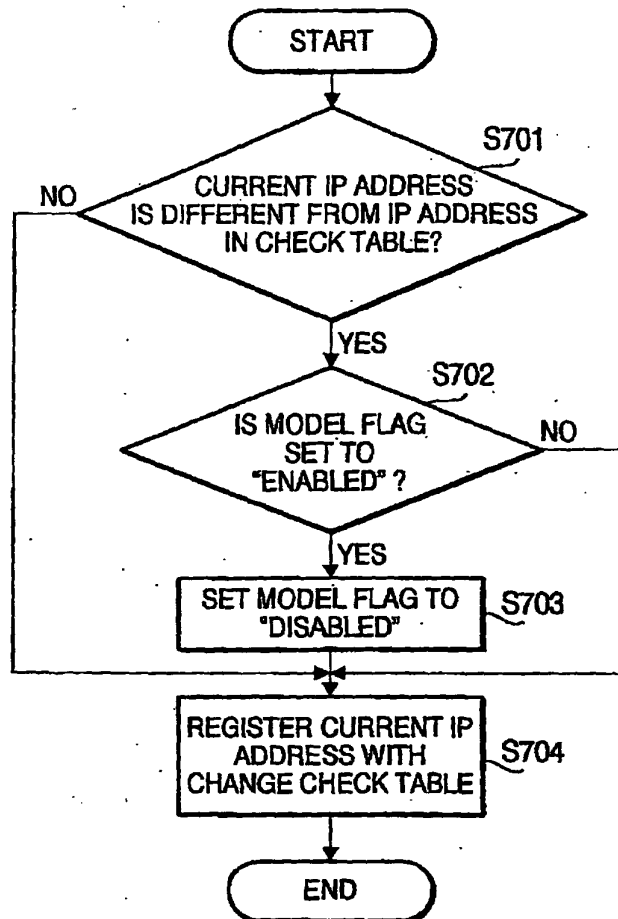 START
S701
NO
CURRENT IP ADDRESS
IS DIFFERENT FROM IP ADDRESS
IN CHECK TABLE?
YES
S702
IS MODEL FLAG
SET TO
"ENABLED" ?
NO
YES
SET MODEL FLAG TO
"DISABLED"
S703
REGISTER CURRENT IP
ADDRESS WITH
CHANGE CHECK TABLE
S704
END